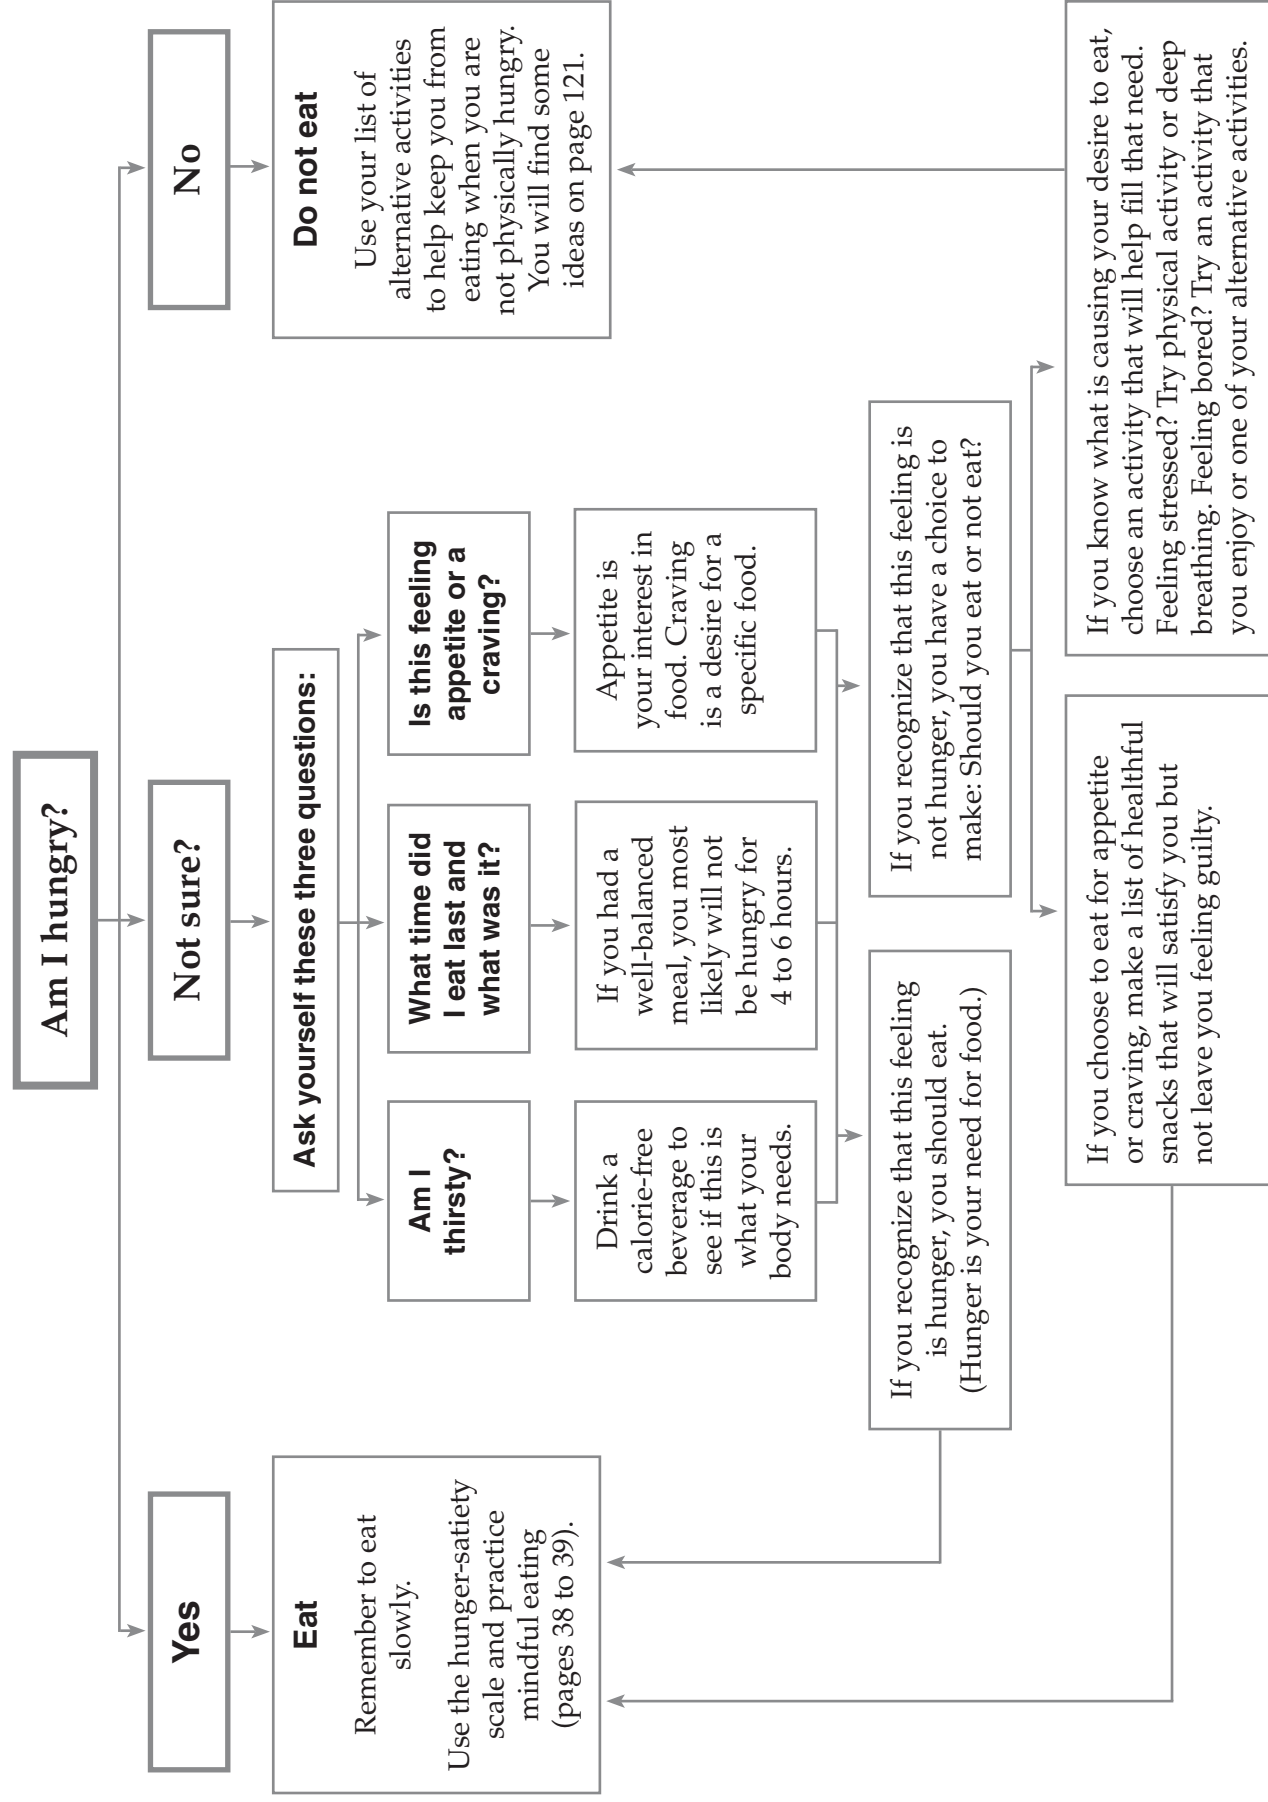 Am I hungry?
Yes
Eat
Remember to eat
slowly.
Use the hunger-satiety
scale and practice
mindful eating
(pages 38 to 39).
Not sure?
Ask yourself these three questions:
Am I
thirsty?
Drink a
calorie-free
beverage to
see if this is
what your
body needs.
What time did
I eat last and
what was it?
If you had a
well-balanced
meal, you most
likely will not
be hungry for
4 to 6 hours.
Is this feeling
appetite or a
craving?
Appetite is
your interest in
food. Craving
is a desire for a
specific food.
If you recognize that this feeling
is hunger, you should eat.
(Hunger is your need for food.)
If you recognize that this feeling is
not hunger, you have a choice to
make: Should you eat or not eat?
If you choose to eat for appetite
or craving, make a list of healthful
snacks that will satisfy you but
not leave you feeling guilty.
If you know what is causing your desire to eat,
choose an activity that will help fill that need.
Feeling stressed? Try physical activity or deep
breathing. Feeling bored? Try an activity that
you enjoy or one of your alternative activities.
No
Do not eat
Use your list of
alternative activities
to help keep you from
eating when you are
not physically hungry.
You will find some
ideas on page 121.